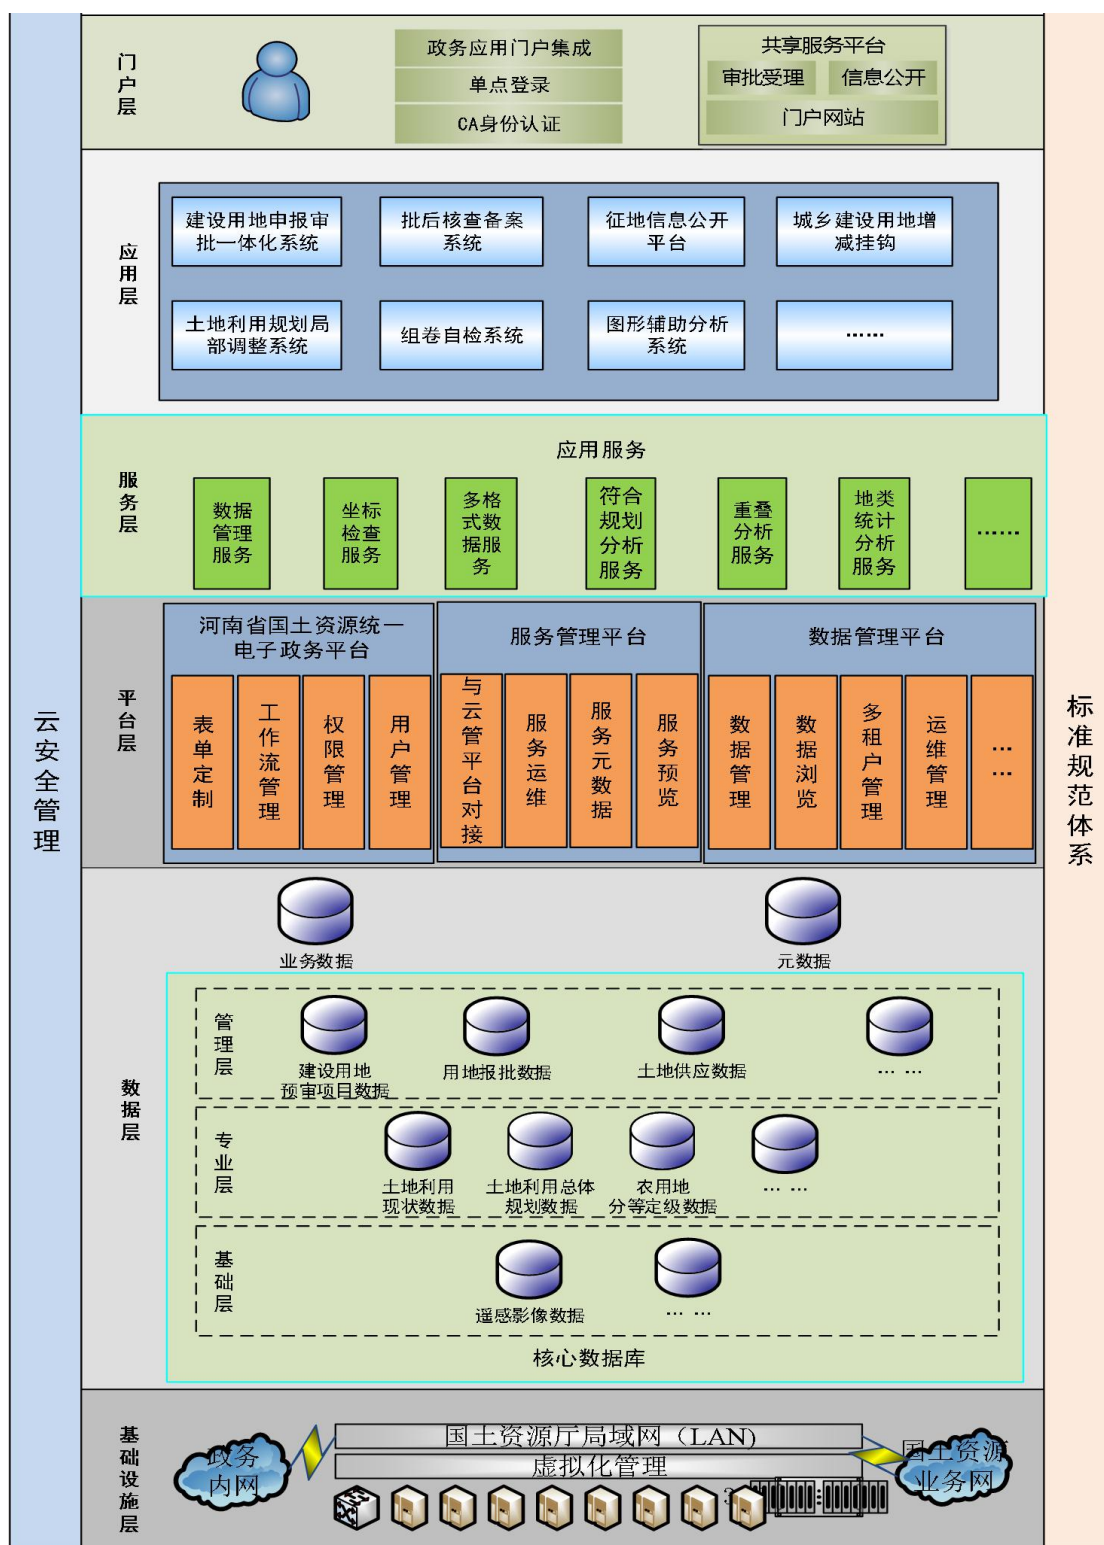 云安全管理
标准规范体系
门户层
政务应用门户集成
单点登录
CA身份认证
共享服务平台
审批受理
信息公开
门户网站
应用层
建设用地申报审
批一体化系统
批后核查备案
系统
征地信息公开
平台
城乡建设用地增
减挂钩
土地利用规划局
部调整系统
组卷自检系统
图形辅助分析
系统
……
服务层
应用服务
数据
管理
服务
坐标
检查
服务
多格
式数
据服
务
符合
规划
分析
服务
重叠
分析
服务
地类
统计
分析
服务
……
平台层
河南省国土资源统一
电子政务平台
表单定制
工作流管理
权限管理
用户管理
服务管理平台
与云管平台对接
服务运维
服务元数据
服务预览
数据管理平台
数据管理
数据浏览
多租户管理
运维管理
……
数据层
业务数据
元数据
管理层
建设用地
预审项目数据
用地报批数据
土地供应数据
……
专业层
土地利用
现状数据
土地利用总体
规划数据
农用地
分等定级数据
……
基础层
遥感影像数据
……
核心数据库
基础设施层
政务
内网
国土资源厅局域网（LAN)
虚拟化管理
国土资源
业务网